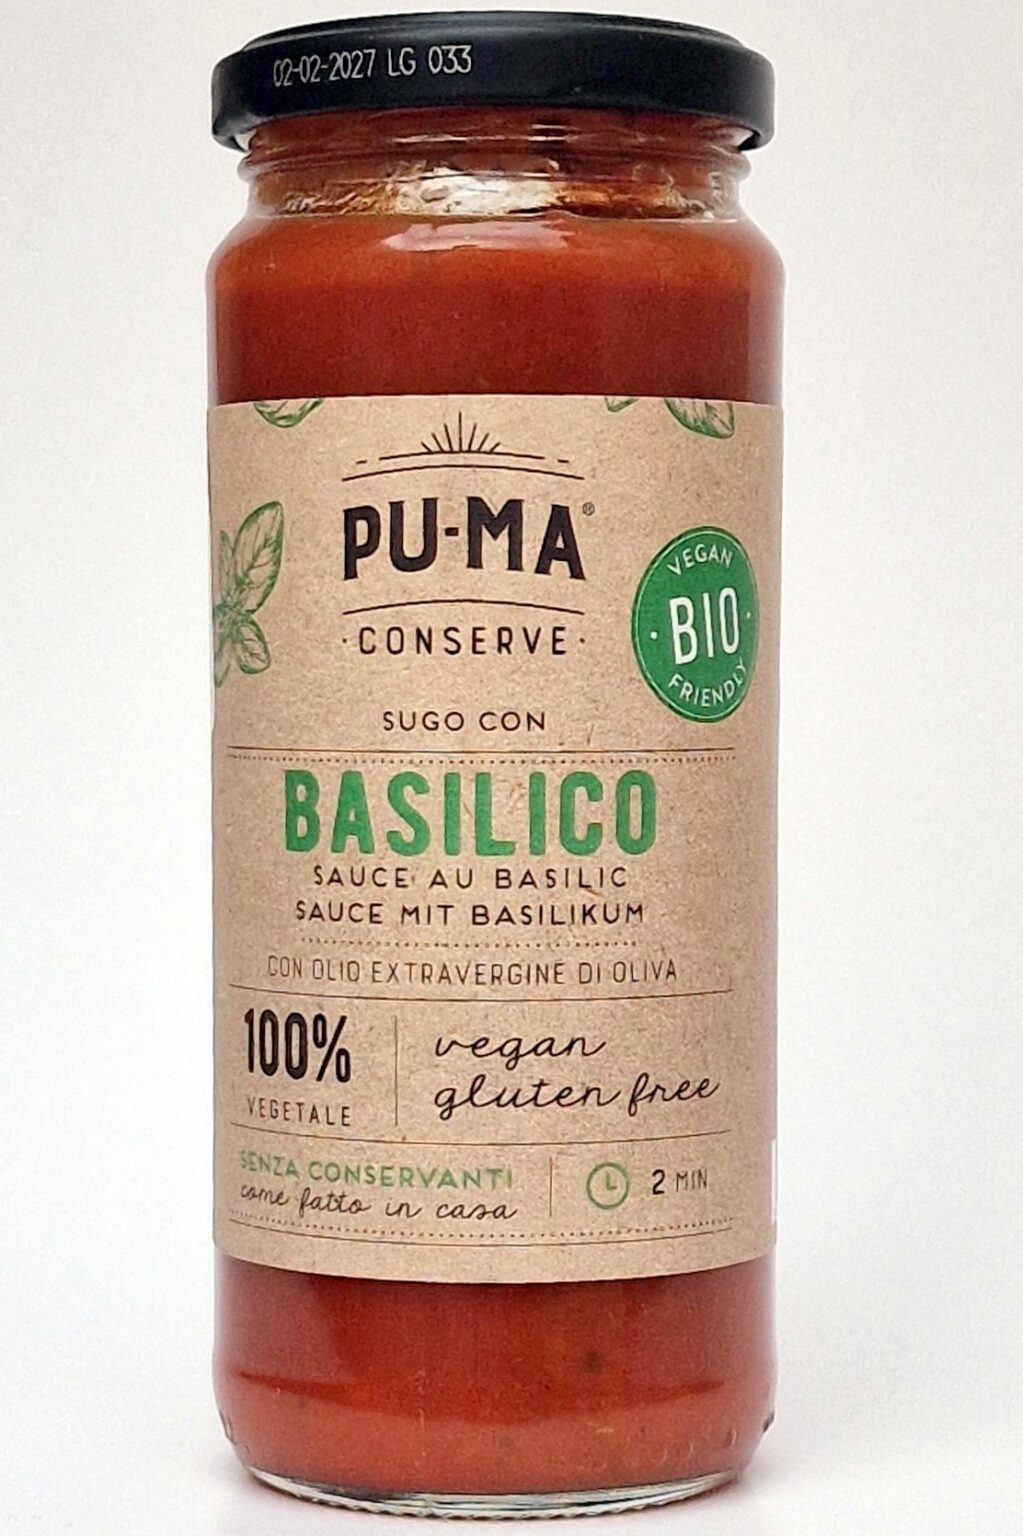 02-02-2027 LG 033
PU-MA®
·CONSERVE·
VEGAN
·BIO·
FRIENDLY
SUGO CON
BASILICO
SAUCE AU BASILIC
SAUCE MIT BASILIKUM
CON OLIO EXTRAVERGINE DI OLIVA
100%
VEGETALE
vegan
gluten free
SENZA CONSERVANTI
come fatto in casa
2 MIN